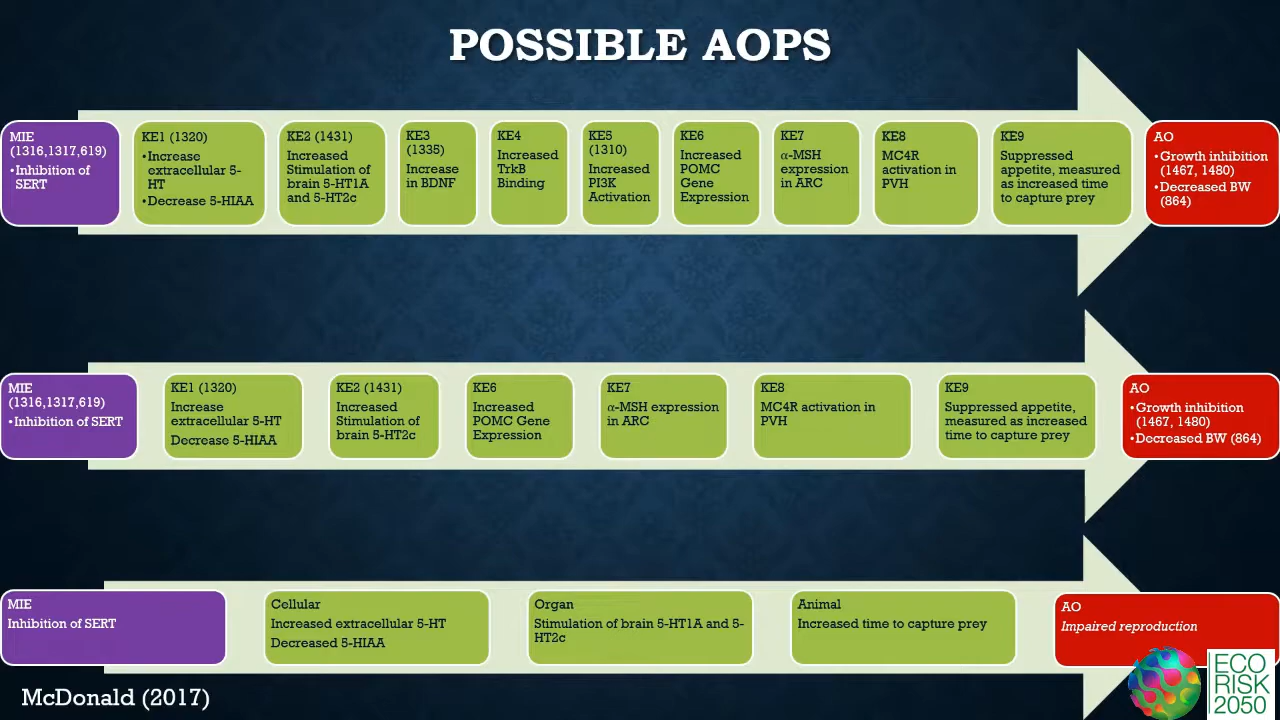 POSSIBLE AOPS
MIE
(1316,1317,619)
•Inhibition of
SERT
KE1 (1320)
•Increase
extracellular 5-
HT
•Decrease 5-HIAA
KE2 (1431)
Increased
Stimulation of
brain 5-HT1A
and 5-HT2c
KE3
(1335)
Increase
in BDNF
KE4
Increased
TrkB
Binding
KE5
(1310)
Increased
PI3K
Activation
KE6
Increased
POMC
Gene
Expression
KE7
α-MSH
expression
in ARC
KE8
MC4R
activation in
PVH
KE9
Suppressed
appetite, measured
as increased time
to capture prey
AO
•Growth inhibition
(1467, 1480)
•Decreased BW
(864)
MIE
(1316,1317,619)
•Inhibition of SERT
KE1 (1320)
Increase
extracellular 5-HT
Decrease 5-HIAA
KE2 (1431)
Increased
Stimulation of
brain 5-HT2c
KE6
Increased
POMC Gene
Expression
KE7
α-MSH expression
in ARC
KE8
MC4R activation in
PVH
KE9
Suppressed appetite,
measured as increased
time to capture prey
AO
•Growth inhibition
(1467, 1480)
•Decreased BW (864)
MIE
Inhibition of SERT
Cellular
Increased extracellular 5-HT
Decreased 5-HIAA
Organ
Stimulation of brain 5-HT1A and 5-
HT2c
Animal
Increased time to capture prey
AO
Impaired reproduction
McDonald (2017)
ECO
RISK
2050